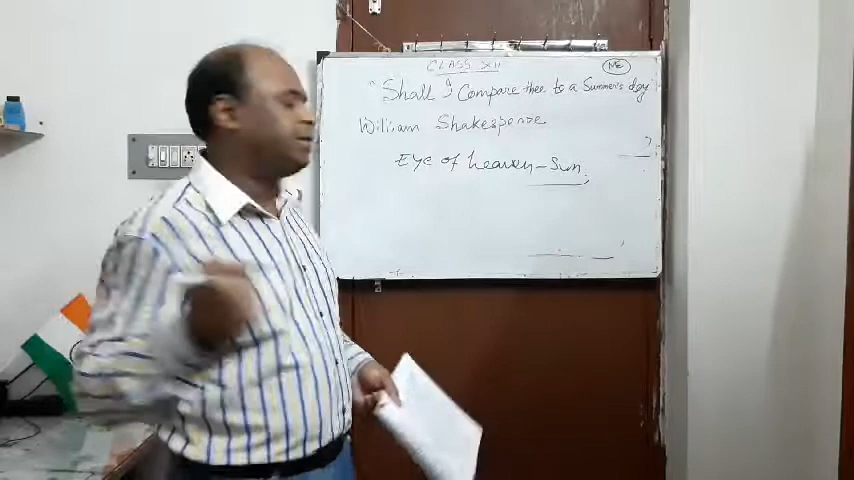 CLASS XII
ME
"Shall I Compare thee to a Summer's day
William Shakespeare
Eye of heaven - Sun